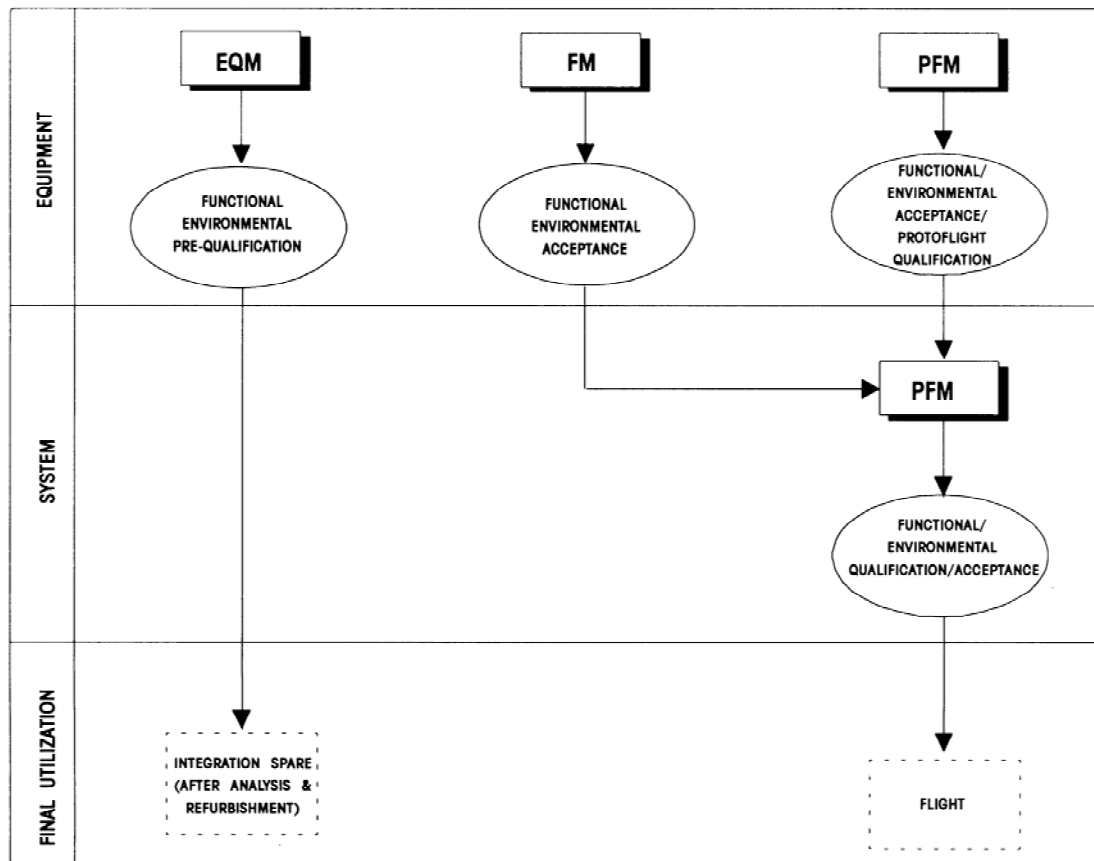 EQUIPMENT
EQM
FM
PFM
FUNCTIONAL
ENVIRONMENTAL
PRE-QUALIFICATION
FUNCTIONAL
ENVIRONMENTAL
ACCEPTANCE
FUNCTIONAL/
ENVIRONMENTAL
ACCEPTANCE/
PROTOFLIGHT
QUALIFICATION
SYSTEM
PFM
FUNCTIONAL/
ENVIRONMENTAL
QUALIFICATION/ACCEPTANCE
FINAL UTILIZATION
INTEGRATION SPARE
(AFTER ANALYSIS &
REFURBISHMENT)
FLIGHT